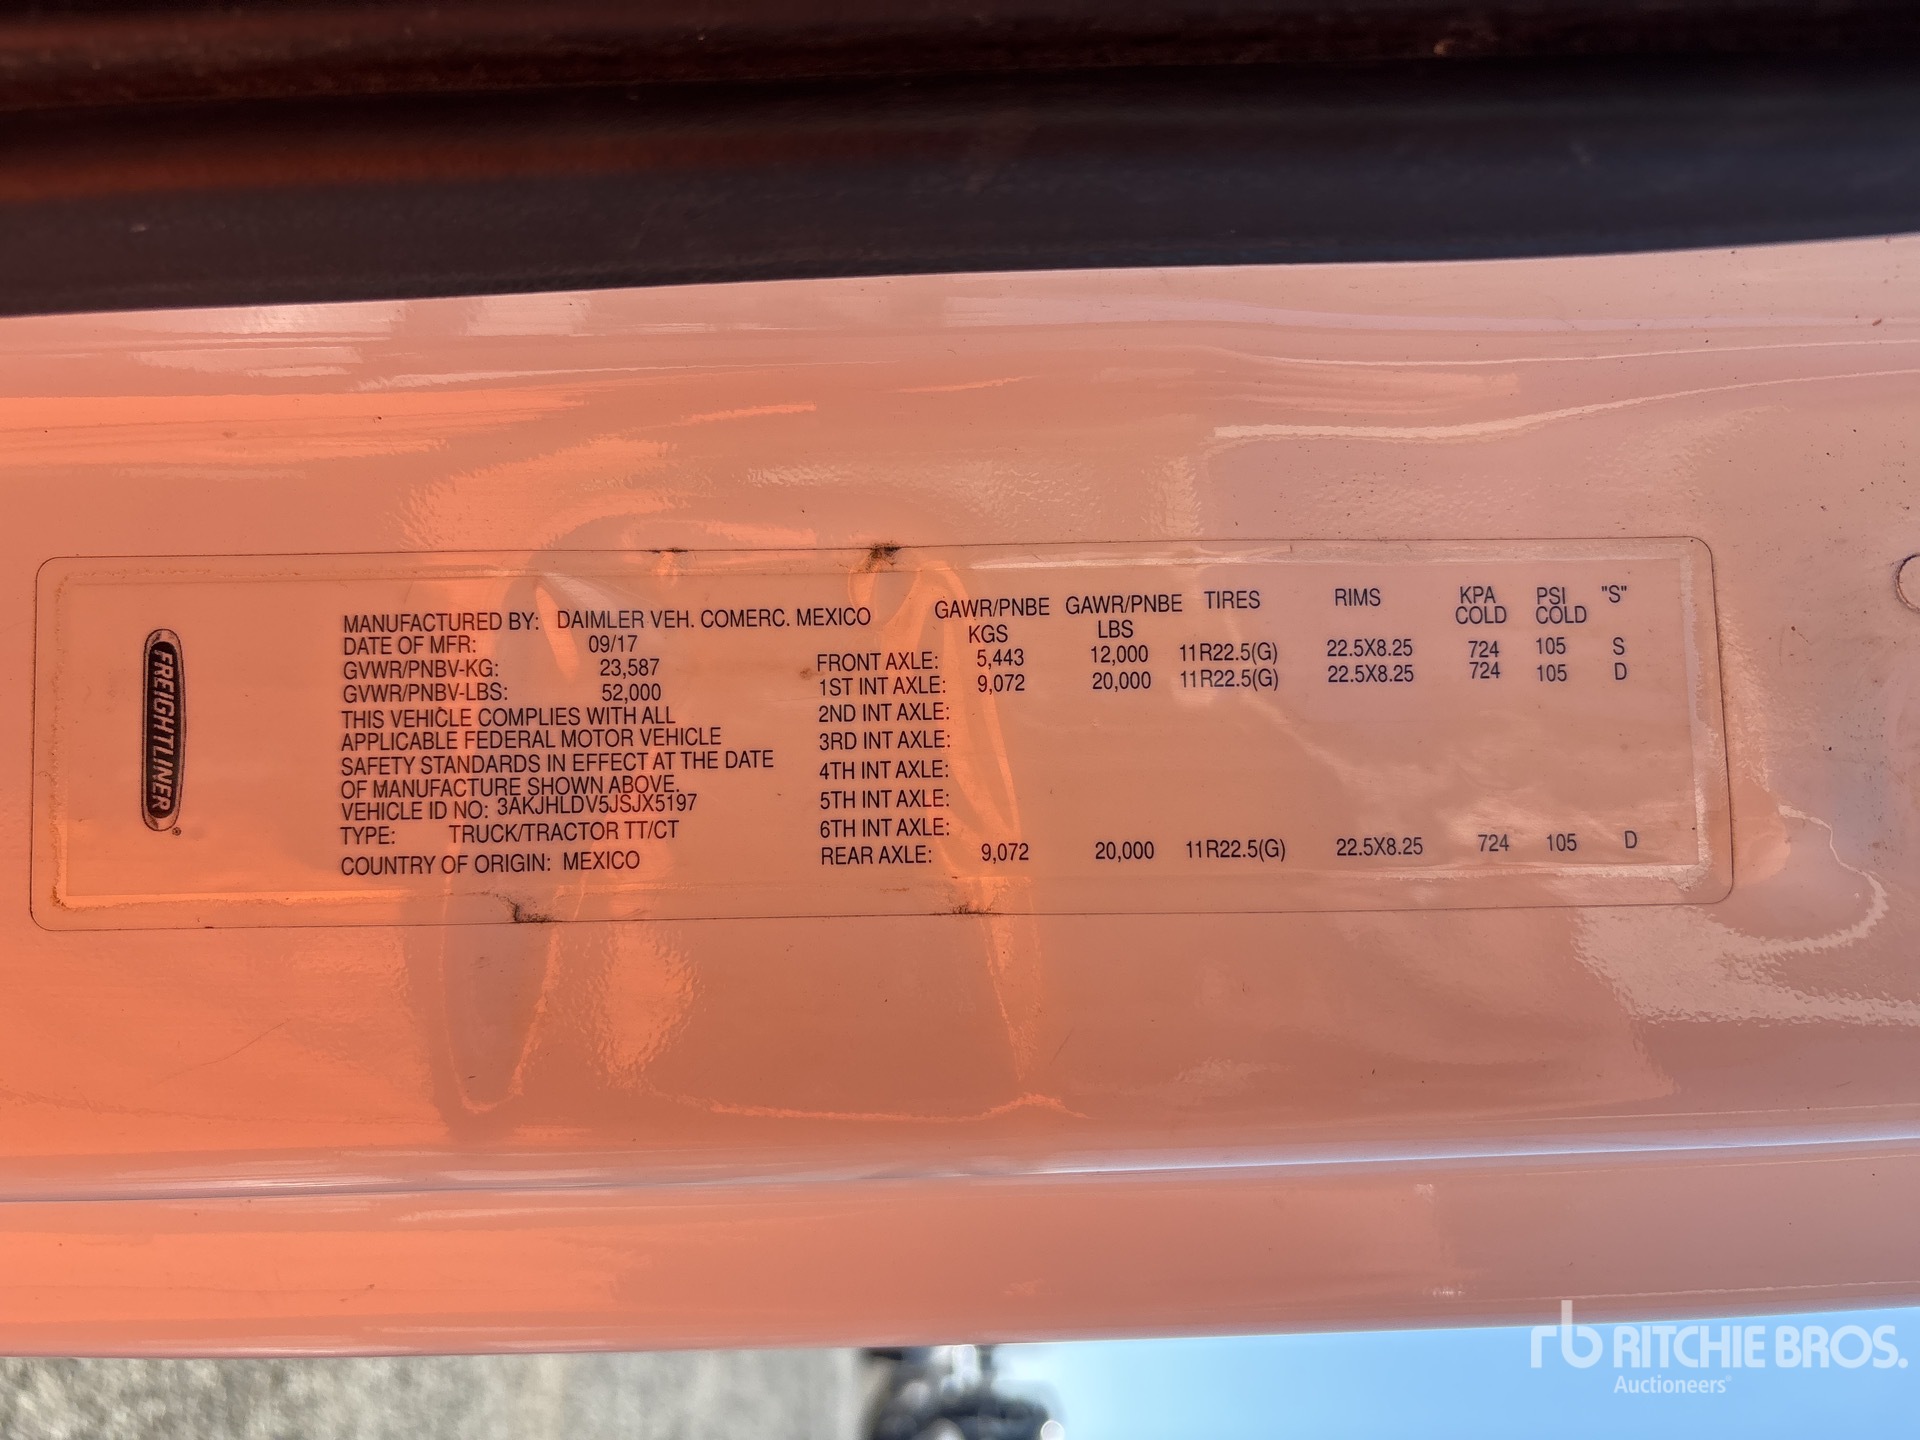 FREIGHTLINER
MANUFACTURED BY: DAIMLER VEH. COMERC. MEXICO
DATE OF MFR: 09/17
GVWR/PNBV-KG: 23,587
GVWR/PNBV-LBS: 52,000
THIS VEHICLE COMPLIES WITH ALL
APPLICABLE FEDERAL MOTOR VEHICLE
SAFETY STANDARDS IN EFFECT AT THE DATE
OF MANUFACTURE SHOWN ABOVE.
VEHICLE ID NO: 3AKJHLDV5JSJX5197
TYPE: TRUCK/TRACTOR TT/CT
COUNTRY OF ORIGIN: MEXICO
GAWR/PNBE GAWR/PNBE TIRES RIMS KPA PSI "S"
KGS LBS COLD COLD
FRONT AXLE: 5,443 12,000 11R22.5(G) 22.5X8.25 724 105 S
1ST INT AXLE: 9,072 20,000 11R22.5(G) 22.5X8.25 724 105 D
2ND INT AXLE:
3RD INT AXLE:
4TH INT AXLE:
5TH INT AXLE:
6TH INT AXLE:
REAR AXLE: 9,072 20,000 11R22.5(G) 22.5X8.25 724 105 D
rb RITCHIE BROS.
Auctioneers